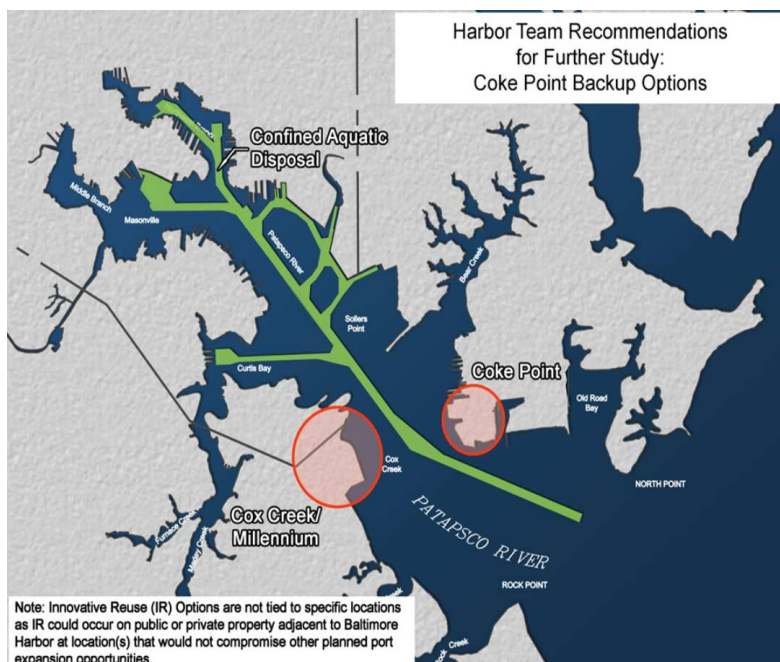 Harbor Team Recommendations
for Further Study:
Coke Point Backup Options
Confined Aquatic
Disposal
Middle Branch
Masonville
Patapsco River
Bear Creek
Sollers
Point
Curtis Bay
Coke Point
Old Road
Bay
Cox
Creek
NORTH POINT
Cox Creek/
Millennium
PATAPSCO RIVER
Furnace Creek
Marley Creek
ROCK POINT
Rock Creek
Note: Innovative Reuse (IR) Options are not tied to specific locations
as IR could occur on public or private property adjacent to Baltimore
Harbor at location(s) that would not compromise other planned port
expansion opportunities